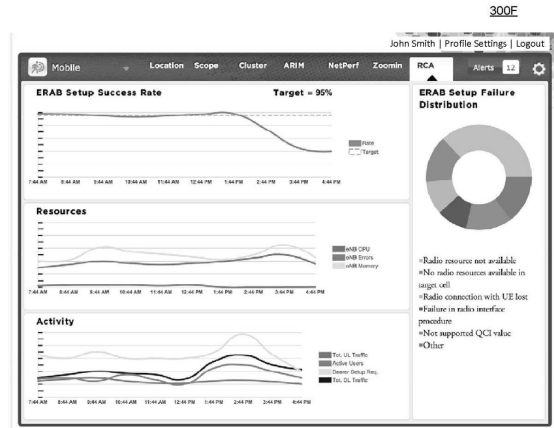 300F
John Smith | Profile Settings | Logout
Mobile Location Scope Cluster ARIM NetPerf Zoomin RCA Alerts 12
ERAB Setup Success Rate Target = 95%
Rate
Target
7:44 AM 8:44 AM 9:44 AM 10:44 AM 11:44 AM 12:44 PM 1:44 PM 2:44 PM 3:44 PM 4:44 PM
Resources
eNB CPU
eNB Errors
eNB Memory
7:44 AM 8:44 AM 9:44 AM 10:44 AM 11:44 AM 12:44 PM 1:44 PM 2:44 PM 3:44 PM 4:44 PM
Activity
Tot. UL Traffic
Active Users
Bearer Setup Req.
Tot. DL Traffic
7:44 AM 8:44 AM 9:44 AM 10:44 AM 11:44 AM 12:44 PM 1:44 PM 2:44 PM 3:44 PM 4:44 PM
ERAB Setup Failure
Distribution
Radio resource not available
No radio resources available in
target cell
Radio connection with UE lost
Failure in radio interface
procedure
Not supported QCI value
Other